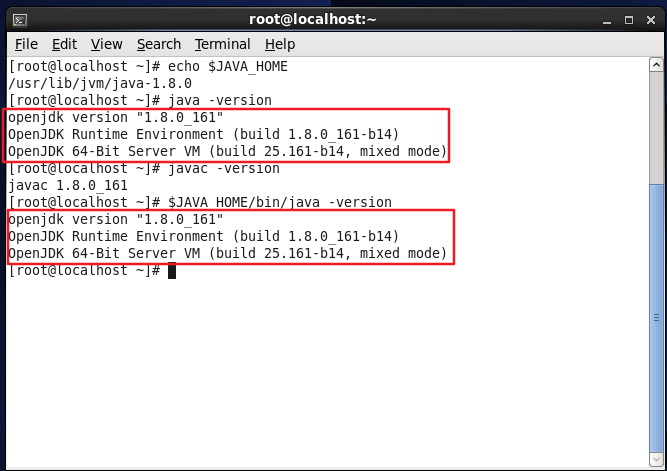 root@localhost:~
File Edit View Search Terminal Help
[root@localhost ~]# echo $JAVA_HOME
/usr/lib/jvm/java-1.8.0
[root@localhost ~]# java -version
openjdk version "1.8.0_161"
OpenJDK Runtime Environment (build 1.8.0_161-b14)
OpenJDK 64-Bit Server VM (build 25.161-b14, mixed mode)
[root@localhost ~]# javac -version
javac 1.8.0_161
[root@localhost ~]# $JAVA_HOME/bin/java -version
openjdk version "1.8.0_161"
OpenJDK Runtime Environment (build 1.8.0_161-b14)
OpenJDK 64-Bit Server VM (build 25.161-b14, mixed mode)
[root@localhost ~]#